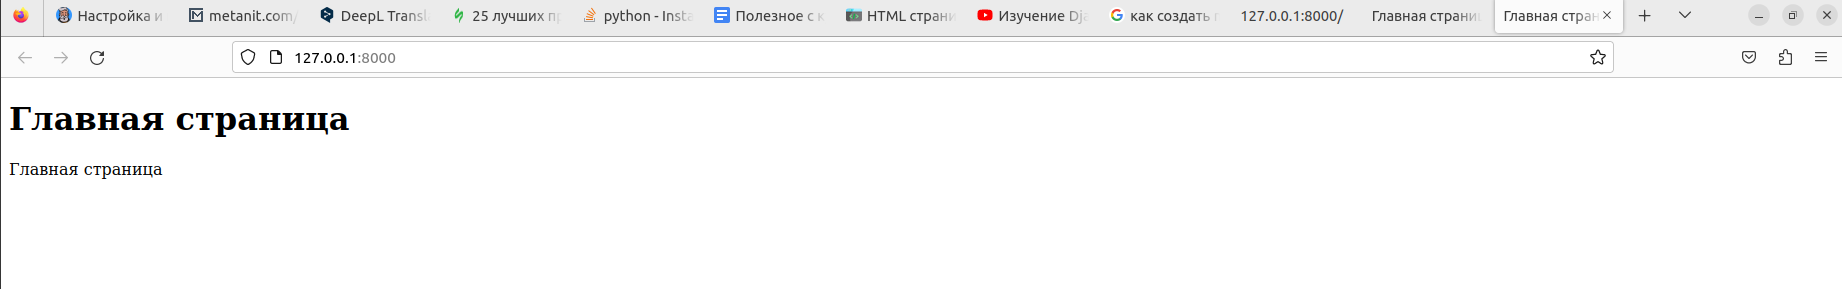 Настройка и
metanit.com/
DeepL Transl
25 лучших п
python - Insta
Полезное с к
HTML страни
Изучение Dja
как создать
127.0.0.1:8000/
Главная страни
Главная стран
127.0.0.1:8000
Главная страница
Главная страница